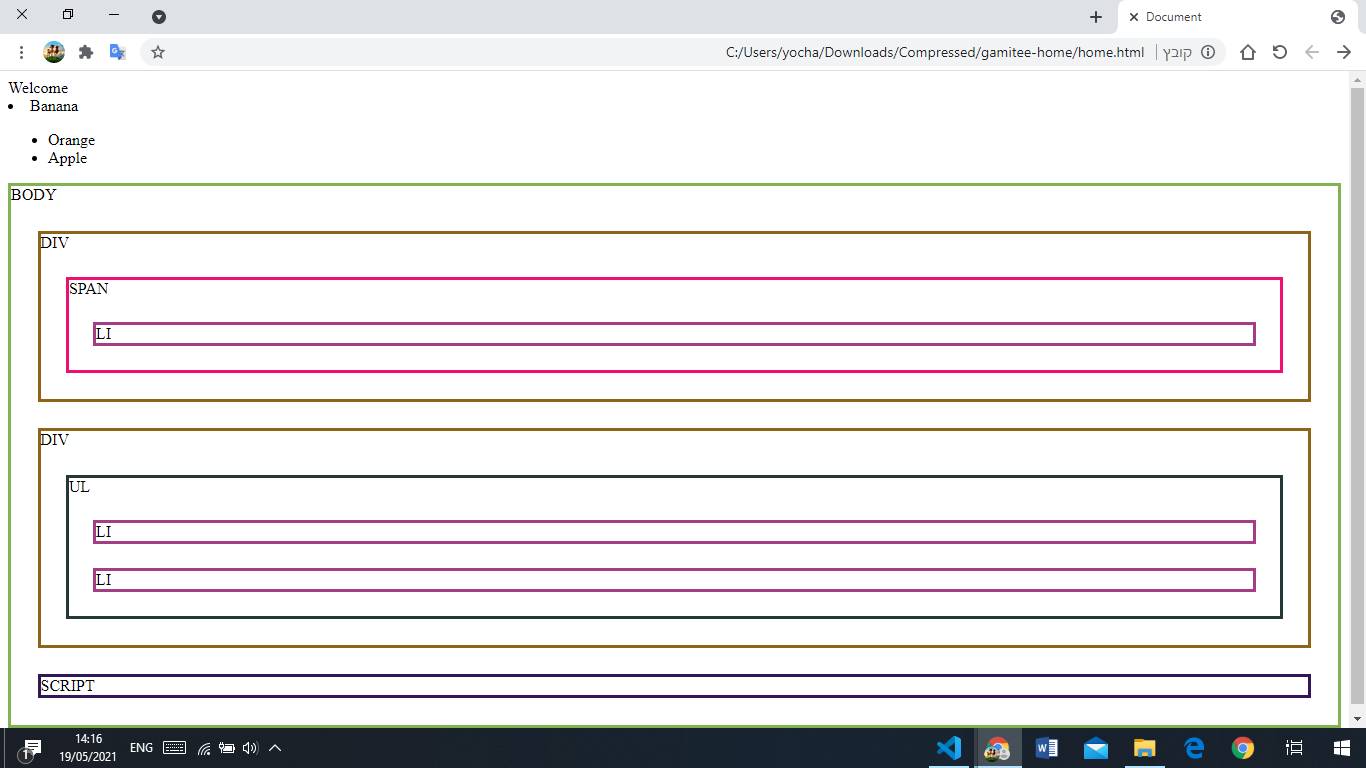 Document
C:/Users/yocha/Downloads/Compressed/gamitee-home/home.html | קובץ
Welcome
• Banana
• Orange
• Apple
BODY
DIV
SPAN
LI
DIV
UL
LI
LI
SCRIPT
1
14:16
19/05/2021
ENG